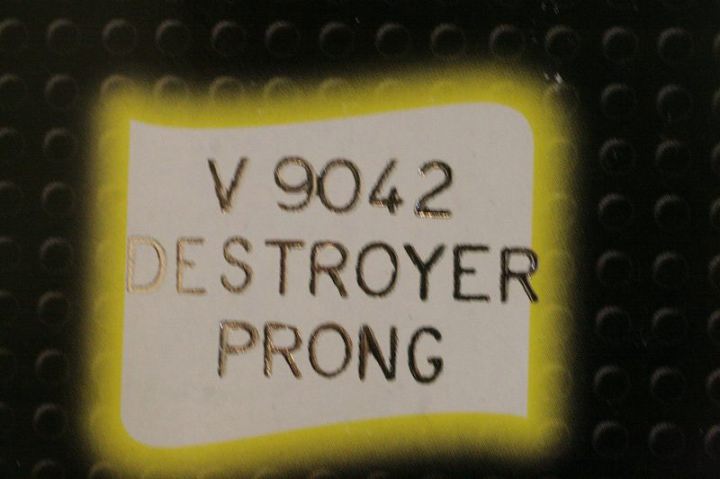 V 9042
DESTROYER
PRONG